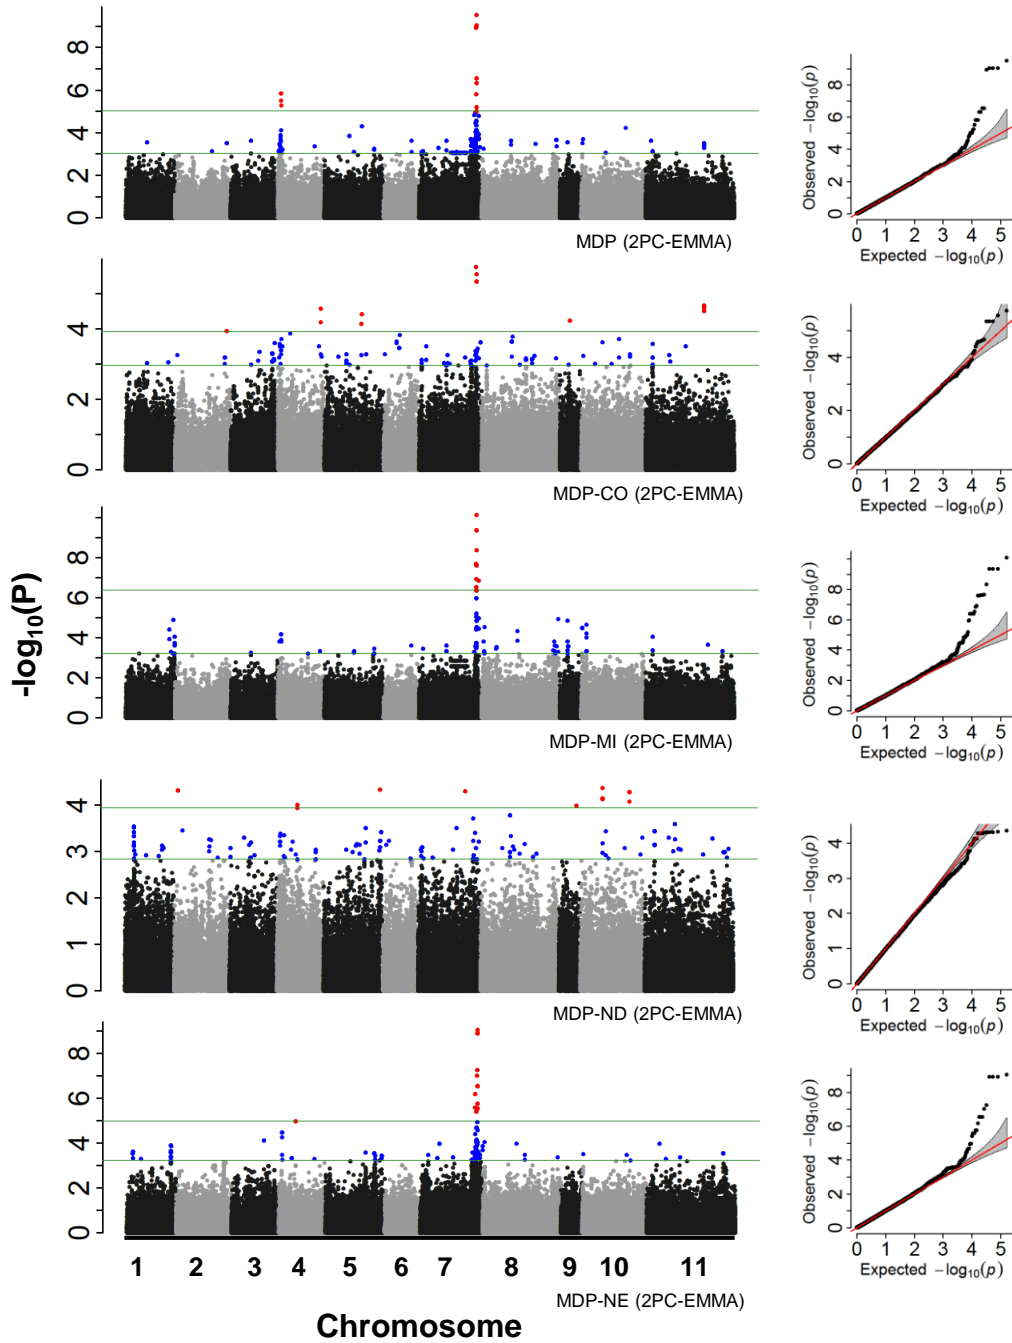 8
6
4
2
0
MDP (2PC-EMMA)
Observed −log10(p)
8
6
4
2
0
0 1 2 3 4 5
Expected −log10(p)
4
2
0
MDP-CO (2PC-EMMA)
Observed −log10(p)
4
2
0
0 1 2 3 4 5
Expected −log10(p)
-log10(P)
8
6
4
2
0
MDP-MI (2PC-EMMA)
Observed −log10(p)
8
6
4
2
0
0 1 2 3 4 5
Expected −log10(p)
4
3
2
1
0
MDP-ND (2PC-EMMA)
Observed −log10(p)
4
3
2
1
0
0 1 2 3 4 5
Expected −log10(p)
8
6
4
2
0
1 2 3 4 5 6 7 8 9 10 11
MDP-NE (2PC-EMMA)
Chromosome
Observed −log10(p)
8
6
4
2
0
0 1 2 3 4 5
Expected −log10(p)